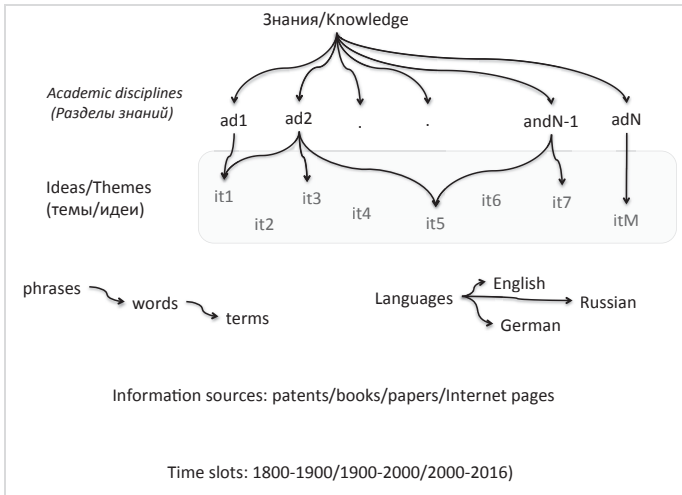 Знания/Knowledge
Academic disciplines
(Разделы знаний)
ad1 ad2 . . andN-1 adN
Ideas/Themes
(темы/идеи)
it1 it3 it6 it7
it2 it4 it5 itM
phrases
words
terms
Languages
English
Russian
German
Information sources: patents/books/papers/Internet pages
Time slots: 1800-1900/1900-2000/2000-2016)